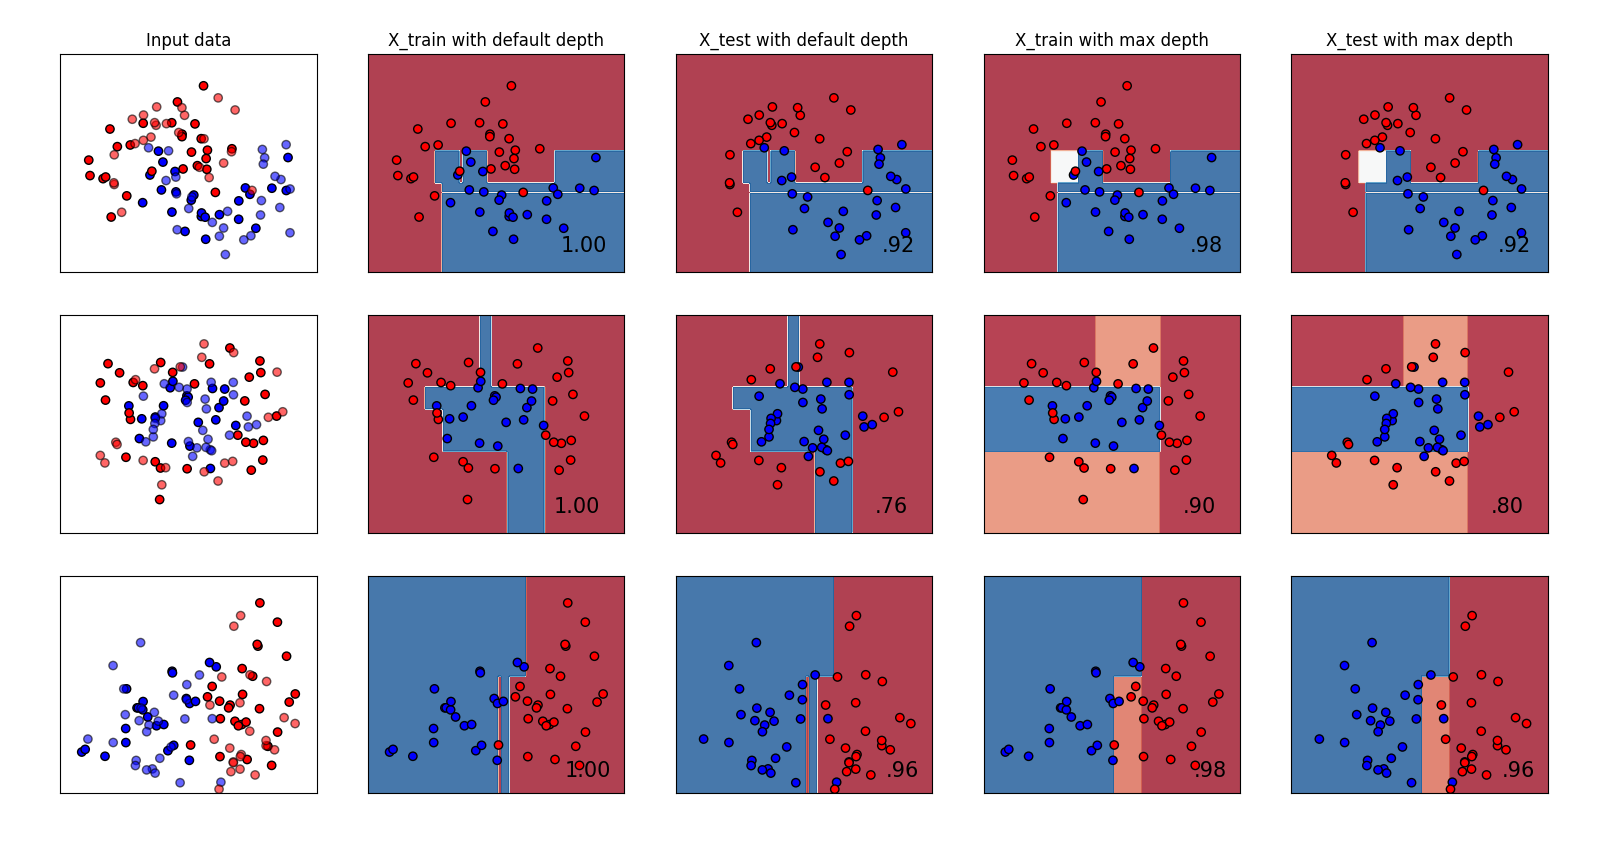 Input data
X_train with default depth
X_test with default depth
X_train with max depth
X_test with max depth
1.00
.92
.98
.92
1.00
.76
.90
.80
1.00
.96
.98
.96